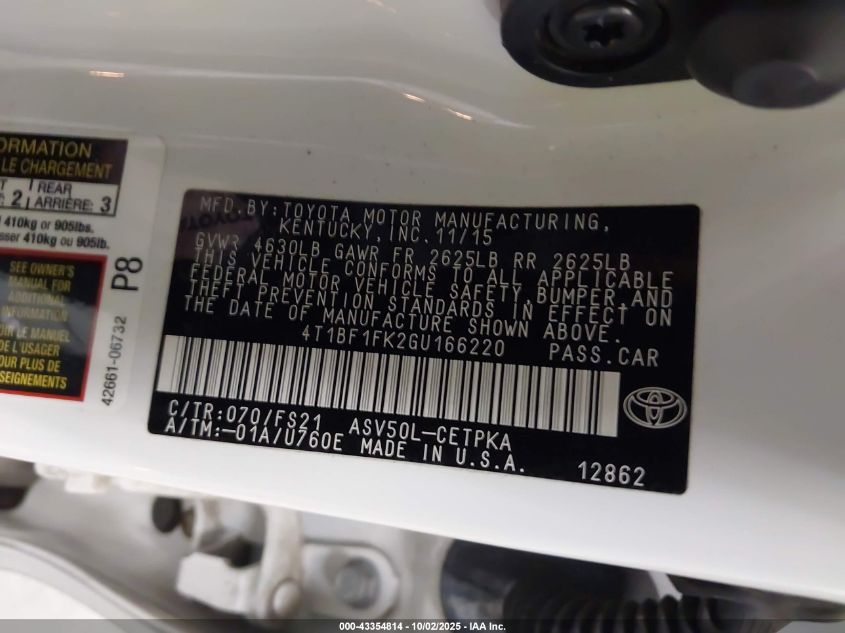 ORMATION
LE CHARGEMENT
2 REAR ARRIÈRE: 3
410kg or 905lbs.
sser 410kg ou 905lb.
SEE OWNER'S
MANUAL FOR
ADDITIONAL
INFORMATION
OIR LE MANUEL
DE L'USAGER
POUR PLUS DE
SEIGNEMENTS
P8
42661-06732
MFD.BY:TOYOTA MOTOR MANUFACTURING,
KENTUCKY,INC.11/15
GVWR 4630LB GAWR FR 2625LB RR 2625LB
THIS VEHICLE CONFORMS TO ALL APPLICABLE
FEDERAL MOTOR VEHICLE SAFETY,BUMPER,AND
THEFT PREVENTION STANDARDS IN EFFECT ON
THE DATE OF MANUFACTURE SHOWN ABOVE.
4T1BF1FK2GU166220 PASS.CAR
C/TR:070/FS21 ASV50L-CETPKA
A/TM:-01A/U760E MADE IN U.S.A.
12862
000-43354814 - 10/02/2025 - IAA Inc.